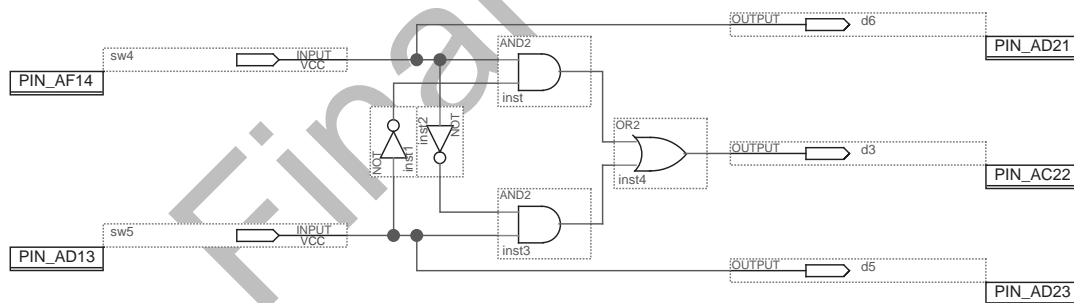 OUTPUT
d6
PIN_AD21
sw4
INPUT
VCC
PIN_AF14
AND2
inst
NOT
inst1
inst2
NOT
OR2
inst4
OUTPUT
d3
PIN_AC22
AND2
inst3
sw5
INPUT
VCC
PIN_AD13
OUTPUT
d5
PIN_AD23
Final